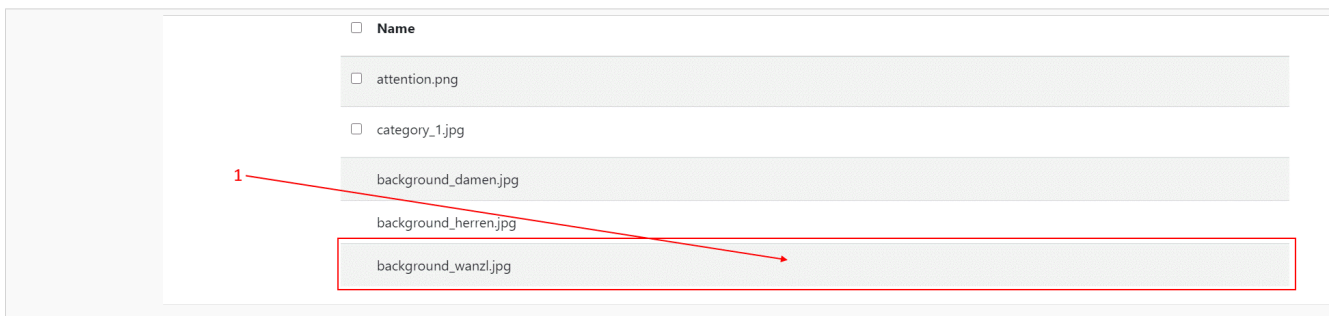 Name
attention.png
category_1.jpg
background_damen.jpg
1
background_herren.jpg
background_wanzl.jpg